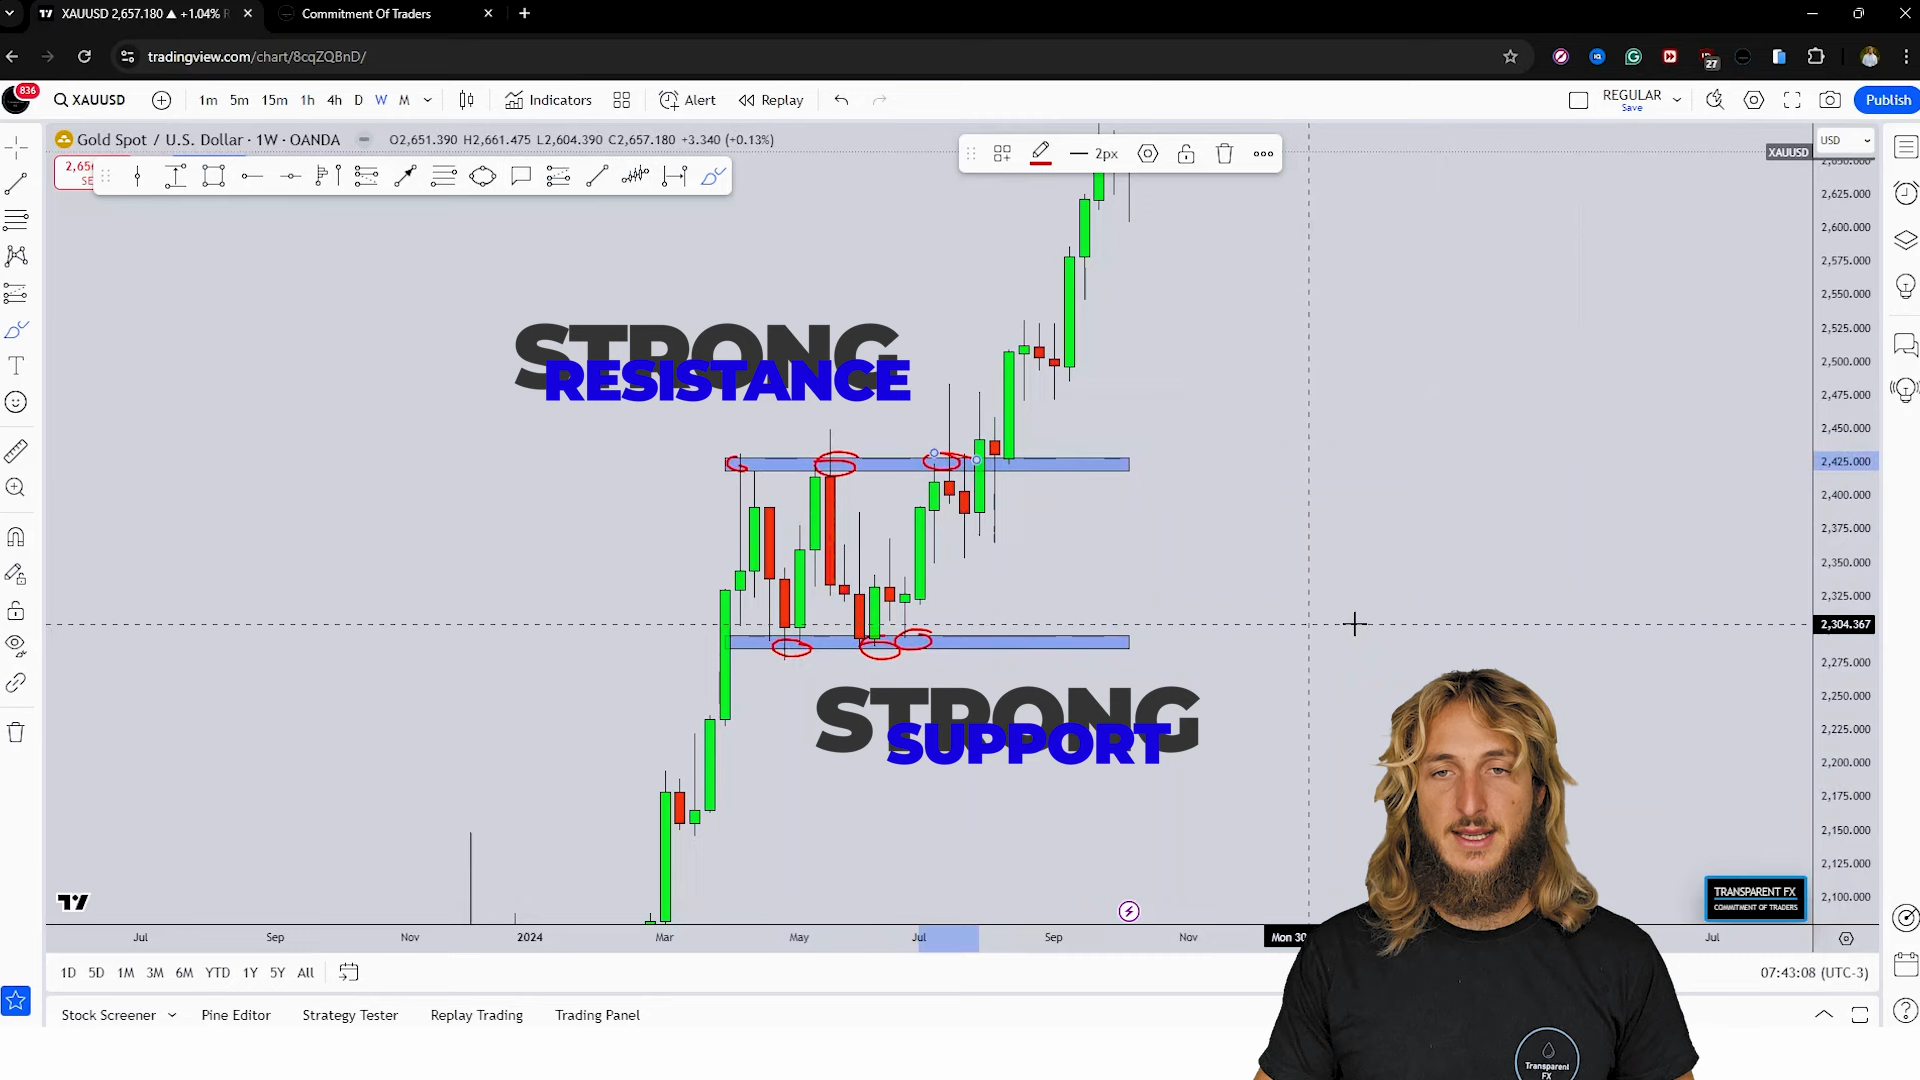 XAUUSD 2,657.180 ▲ +1.04% R
Commitment Of Traders
tradingview.com/chart/8cqZQBnD/
27
836
XAUUSD
1m 5m 15m 1h 4h D W M
Indicators
Alert
Replay
REGULAR
Save
Publish
Gold Spot / U.S. Dollar · 1W · OANDA
O2,651.390 H2,661.475 L2,604.390 C2,657.180 +3.340 (+0.13%)
2px
XAUUSD
USD
2,625.000
2,600.000
2,575.000
2,550.000
2,525.000
2,500.000
2,475.000
2,450.000
2,425.000
2,400.000
2,375.000
2,350.000
2,325.000
2,304.367
2,275.000
2,250.000
2,225.000
2,200.000
2,175.000
2,150.000
2,125.000
2,100.000
STRONG
RESISTANCE
STRONG
SUPPORT
TRANSPARENT FX
COMMITMENT OF TRADERS
Jul Sep Nov 2024 Mar May Jul Sep Nov Mon 30 Jul
1D 5D 1M 3M 6M YTD 1Y 5Y All
07:43:08 (UTC-3)
Stock Screener Pine Editor Strategy Tester Replay Trading Trading Panel
Transparent
FX